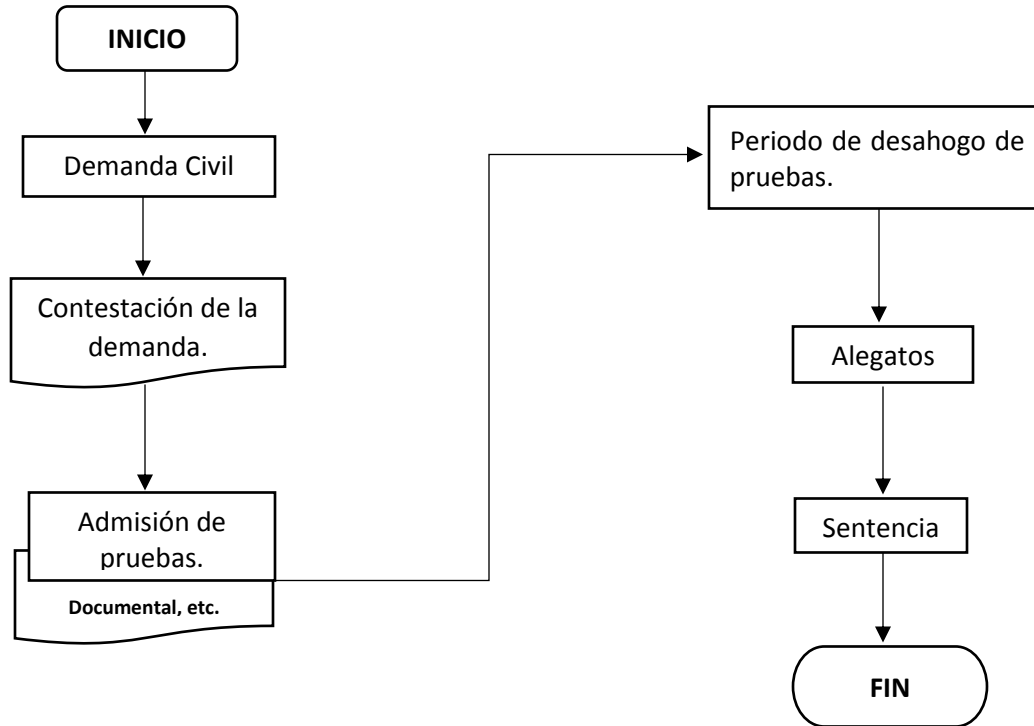 INICIO
Demanda Civil
Contestación de la
demanda.
Admisión de
pruebas.
Documental, etc.
Periodo de desahogo de
pruebas.
Alegatos
Sentencia
FIN